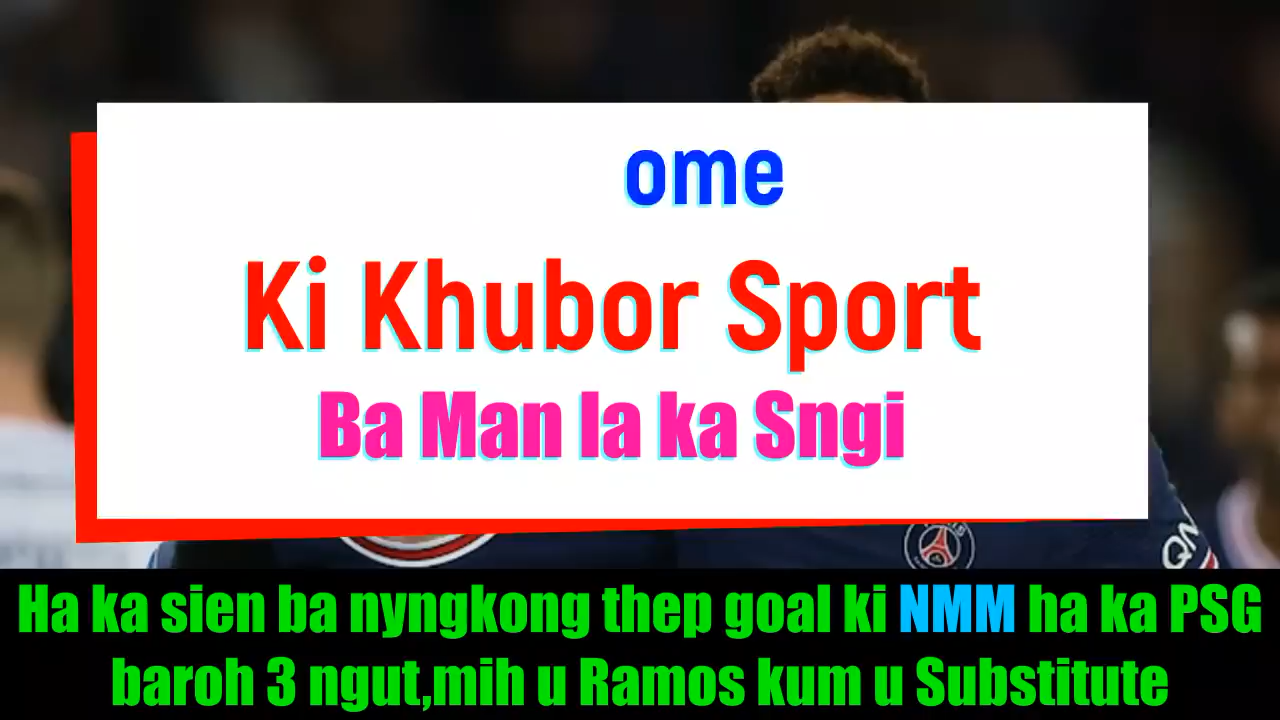 ome
Ki Khubor Sport
Ba Man la ka Sngi
Ha ka sien ba nyngkong thep goal ki NMM ha ka PSG
baroh 3 ngut,mih u Ramos kum u Substitute